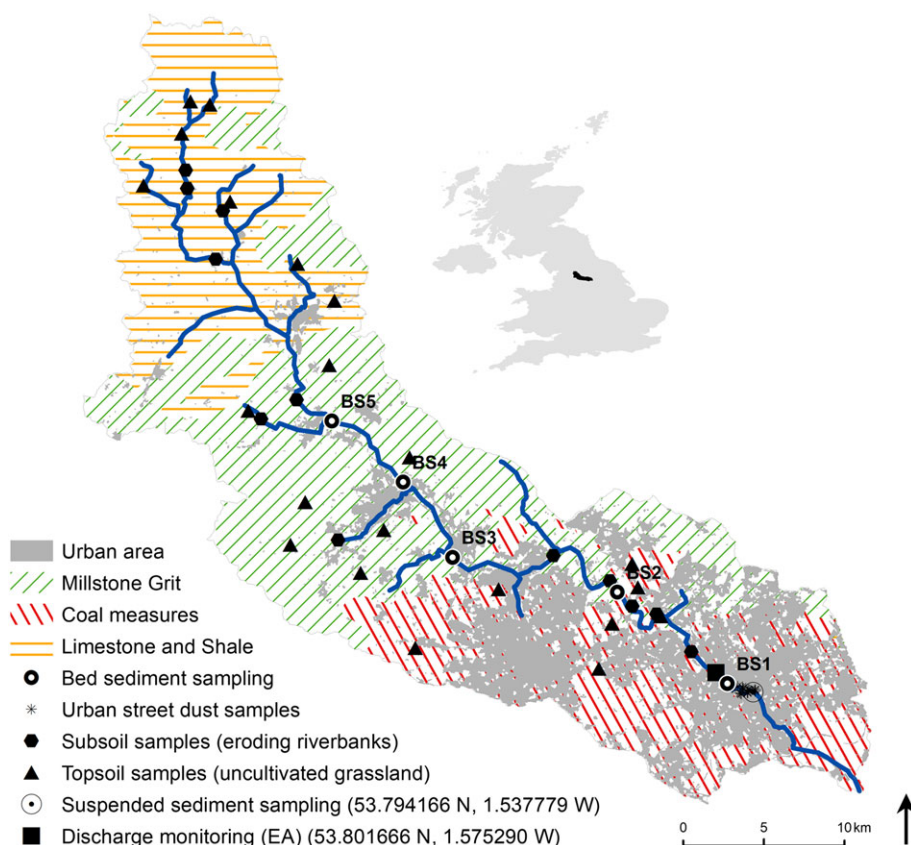 BS5
BS4
BS3
BS2
BS1
Urban area
Millstone Grit
Coal measures
Limestone and Shale
Bed sediment sampling
Urban street dust samples
Subsoil samples (eroding riverbanks)
Topsoil samples (uncultivated grassland)
Suspended sediment sampling (53.794166 N, 1.537779 W)
Discharge monitoring (EA) (53.801666 N, 1.575290 W)
0 5 10 km